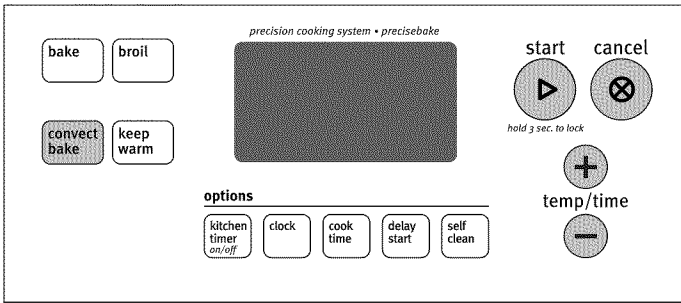 precision cooking system • precisebake
bake
broil
start
cancel
convect
bake
keep
warm
hold 3 sec. to lock
temp/time
options
kitchen
timer
on/off
clock
cook
time
delay
start
self
clean